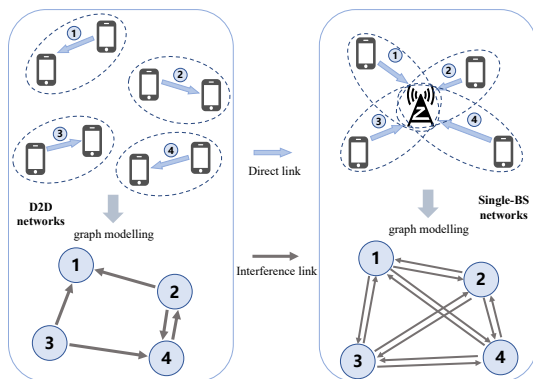 1
2
3
4
D2D
networks
graph modelling
1
2
3
4
Direct link
Interference link
1
2
3
4
Single-BS
networks
graph modelling
1
2
3
4